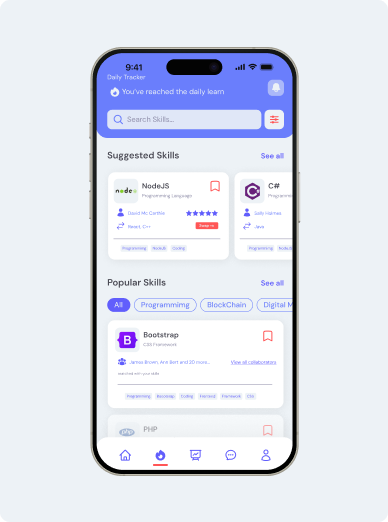 9:41
Daily Tracker
You've reached the daily learn
Search Skills...
Suggested Skills
See all
node
NodeJS
Programming Language
David Mc Canthie
React, C++
Swap
Programming NodeJS Coding
C#
C#
Programming
Sally Holmes
Java
Programming NodeJS
Popular Skills
See all
All Programmimg BlockChain Digital M
B
Bootstrap
CSS Framework
James Brown, Ann Bert and 20 more...
View all collaborators
matched with your skills
Programming Bootstrap Coding Frontend Framework CSS
php
PHP